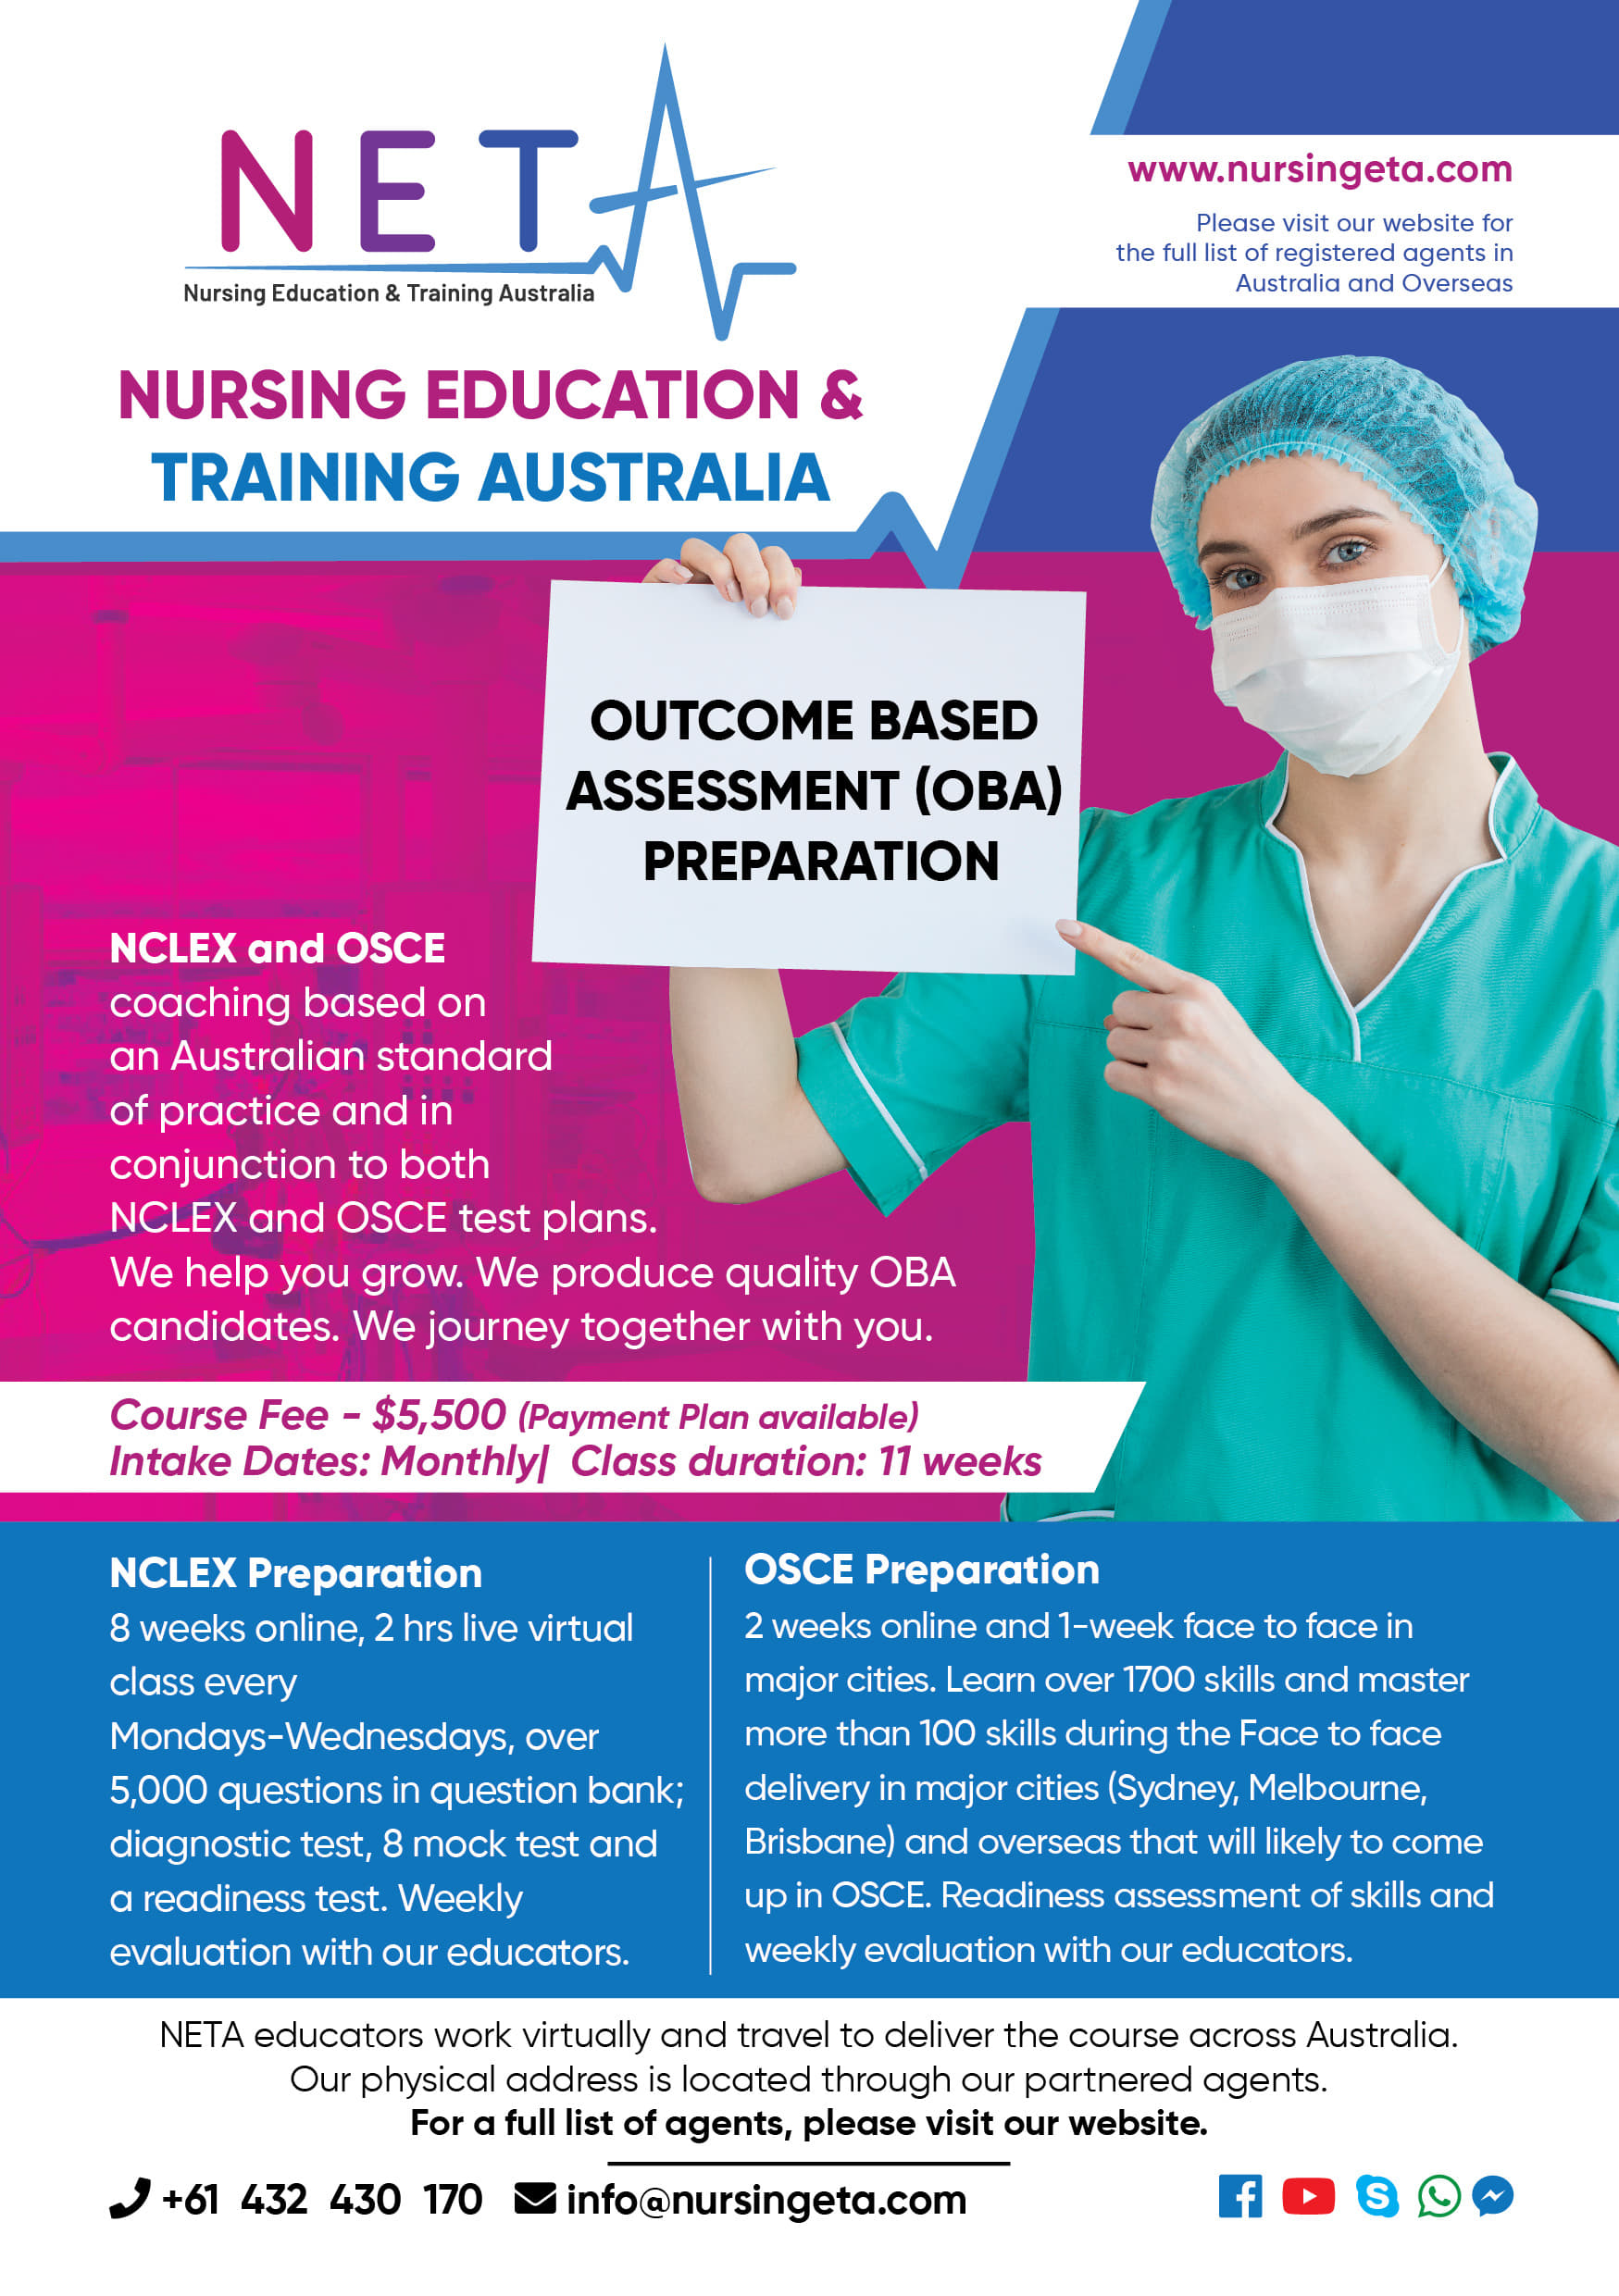 NETA
Nursing Education & Training Australia
www.nursingeta.com
Please visit our website for
the full list of registered agents in
Australia and Overseas
NURSING EDUCATION &
TRAINING AUSTRALIA
OUTCOME BASED
ASSESSMENT (OBA)
PREPARATION
NCLEX and OSCE
coaching based on
an Australian standard
of practice and in
conjunction to both
NCLEX and OSCE test plans.
We help you grow. We produce quality OBA
candidates. We journey together with you.
Course Fee - $5,500 (Payment Plan available)
Intake Dates: Monthly| Class duration: 11 weeks
NCLEX Preparation
8 weeks online, 2 hrs live virtual
class every
Mondays-Wednesdays, over
5,000 questions in question bank;
diagnostic test, 8 mock test and
a readiness test. Weekly
evaluation with our educators.
OSCE Preparation
2 weeks online and 1-week face to face in
major cities. Learn over 1700 skills and master
more than 100 skills during the Face to face
delivery in major cities (Sydney, Melbourne,
Brisbane) and overseas that will likely to come
up in OSCE. Readiness assessment of skills and
weekly evaluation with our educators.
NETA educators work virtually and travel to deliver the course across Australia.
Our physical address is located through our partnered agents.
For a full list of agents, please visit our website.
+61 432 430 170 info@nursingeta.com